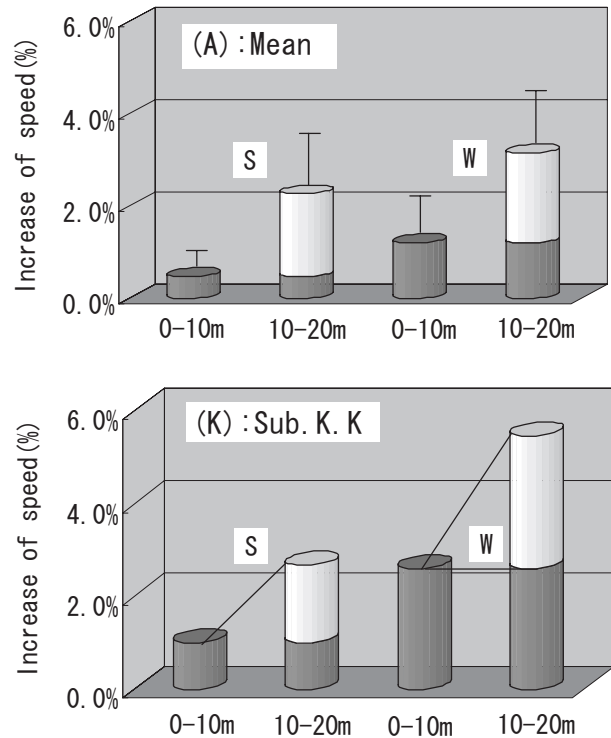 (A):Mean
Increase of speed(%)
6.0%
4.0%
2.0%
0.0%
S
W
0-10m 10-20m 0-10m 10-20m
(K):Sub.K.K
Increase of speed(%)
6.0%
4.0%
2.0%
0.0%
S
W
0-10m 10-20m 0-10m 10-20m